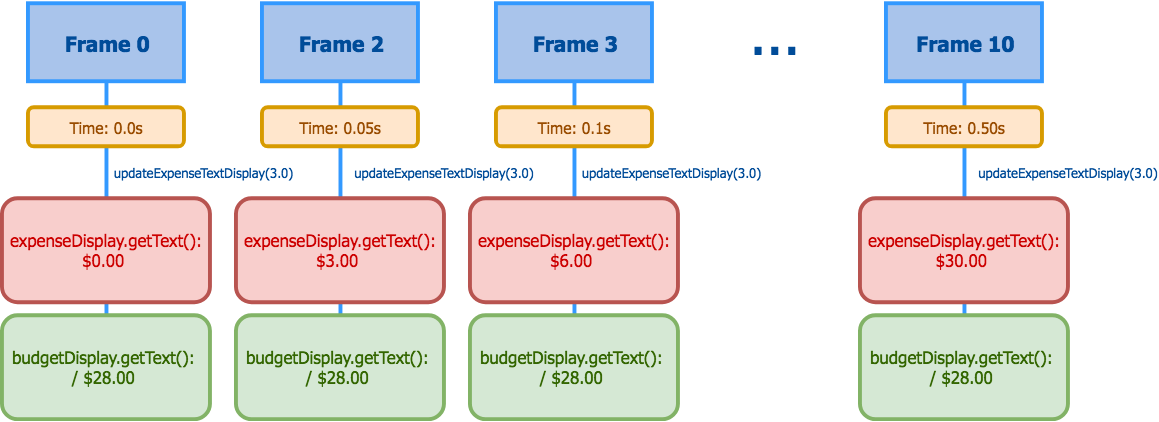 Frame 0
Frame 2
Frame 3
...
Frame 10
Time: 0.0s
Time: 0.05s
Time: 0.1s
Time: 0.50s
updateExpenseTextDisplay(3.0)
updateExpenseTextDisplay(3.0)
updateExpenseTextDisplay(3.0)
updateExpenseTextDisplay(3.0)
expenseDisplay.getText():
$0.00
expenseDisplay.getText():
$3.00
expenseDisplay.getText():
$6.00
expenseDisplay.getText():
$30.00
budgetDisplay.getText():
/ $28.00
budgetDisplay.getText():
/ $28.00
budgetDisplay.getText():
/ $28.00
budgetDisplay.getText():
/ $28.00